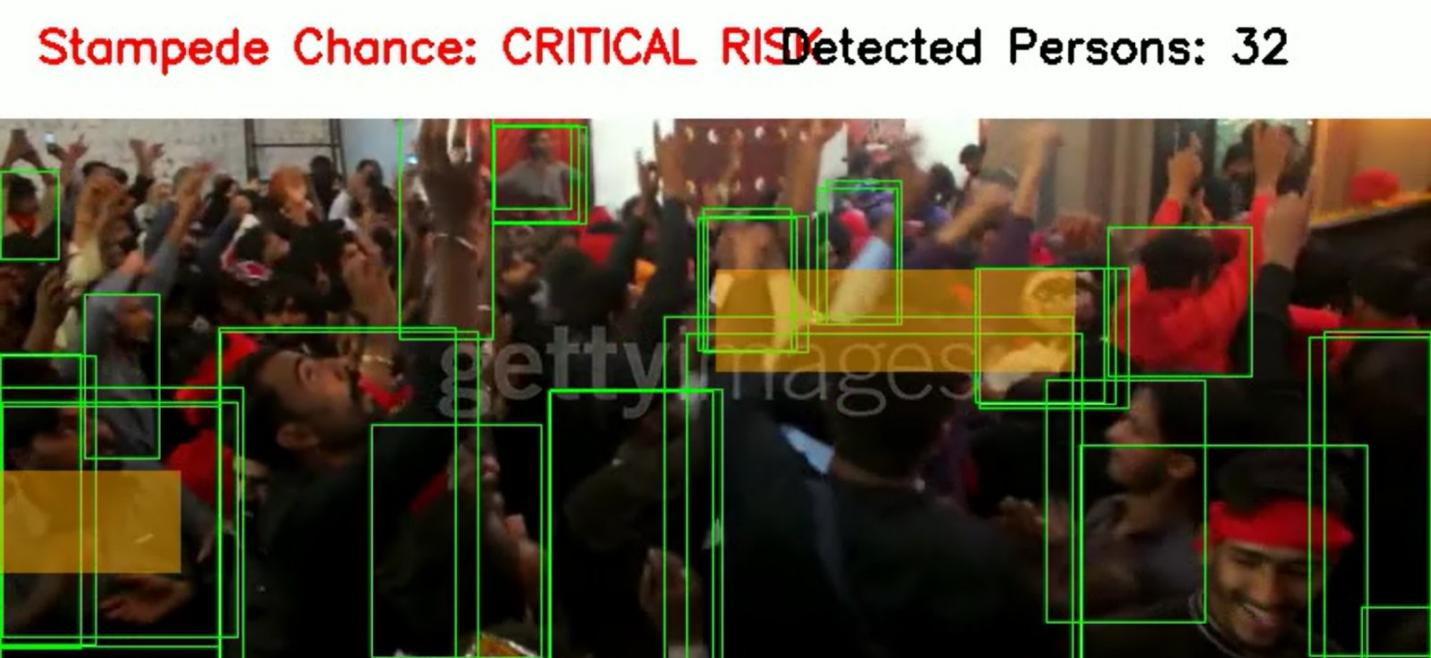 Stampede Chance: CRITICAL RISK
Detected Persons: 32
gettyimages